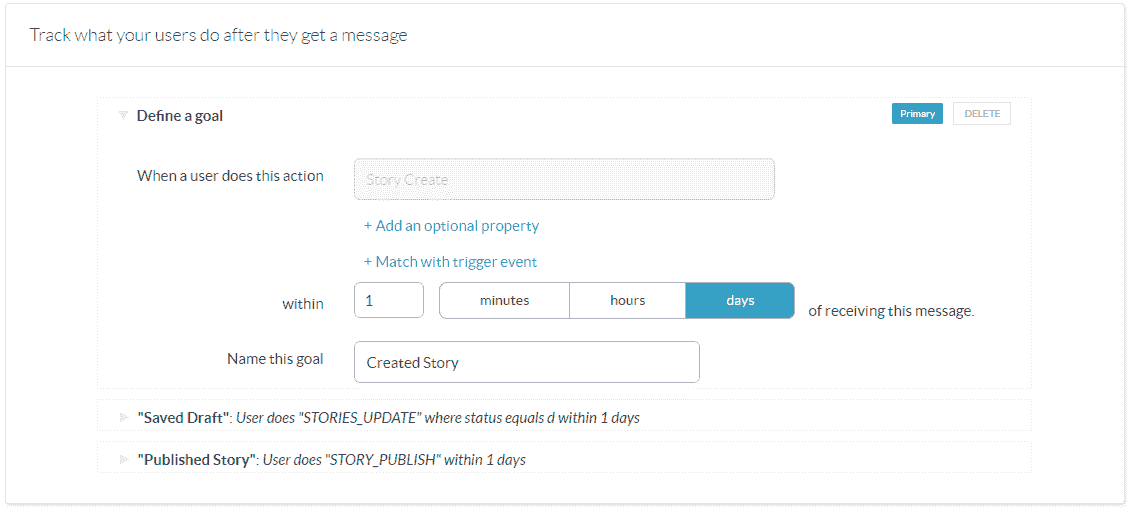 Track what your users do after they get a message
Define a goal
Primary
DELETE
When a user does this action
Story Create
+ Add an optional property
+ Match with trigger event
within
1
minutes
hours
days
of receiving this message.
Name this goal
Created Story
"Saved Draft": User does "STORIES_UPDATE" where status equals d within 1 days
"Published Story": User does "STORY_PUBLISH" within 1 days